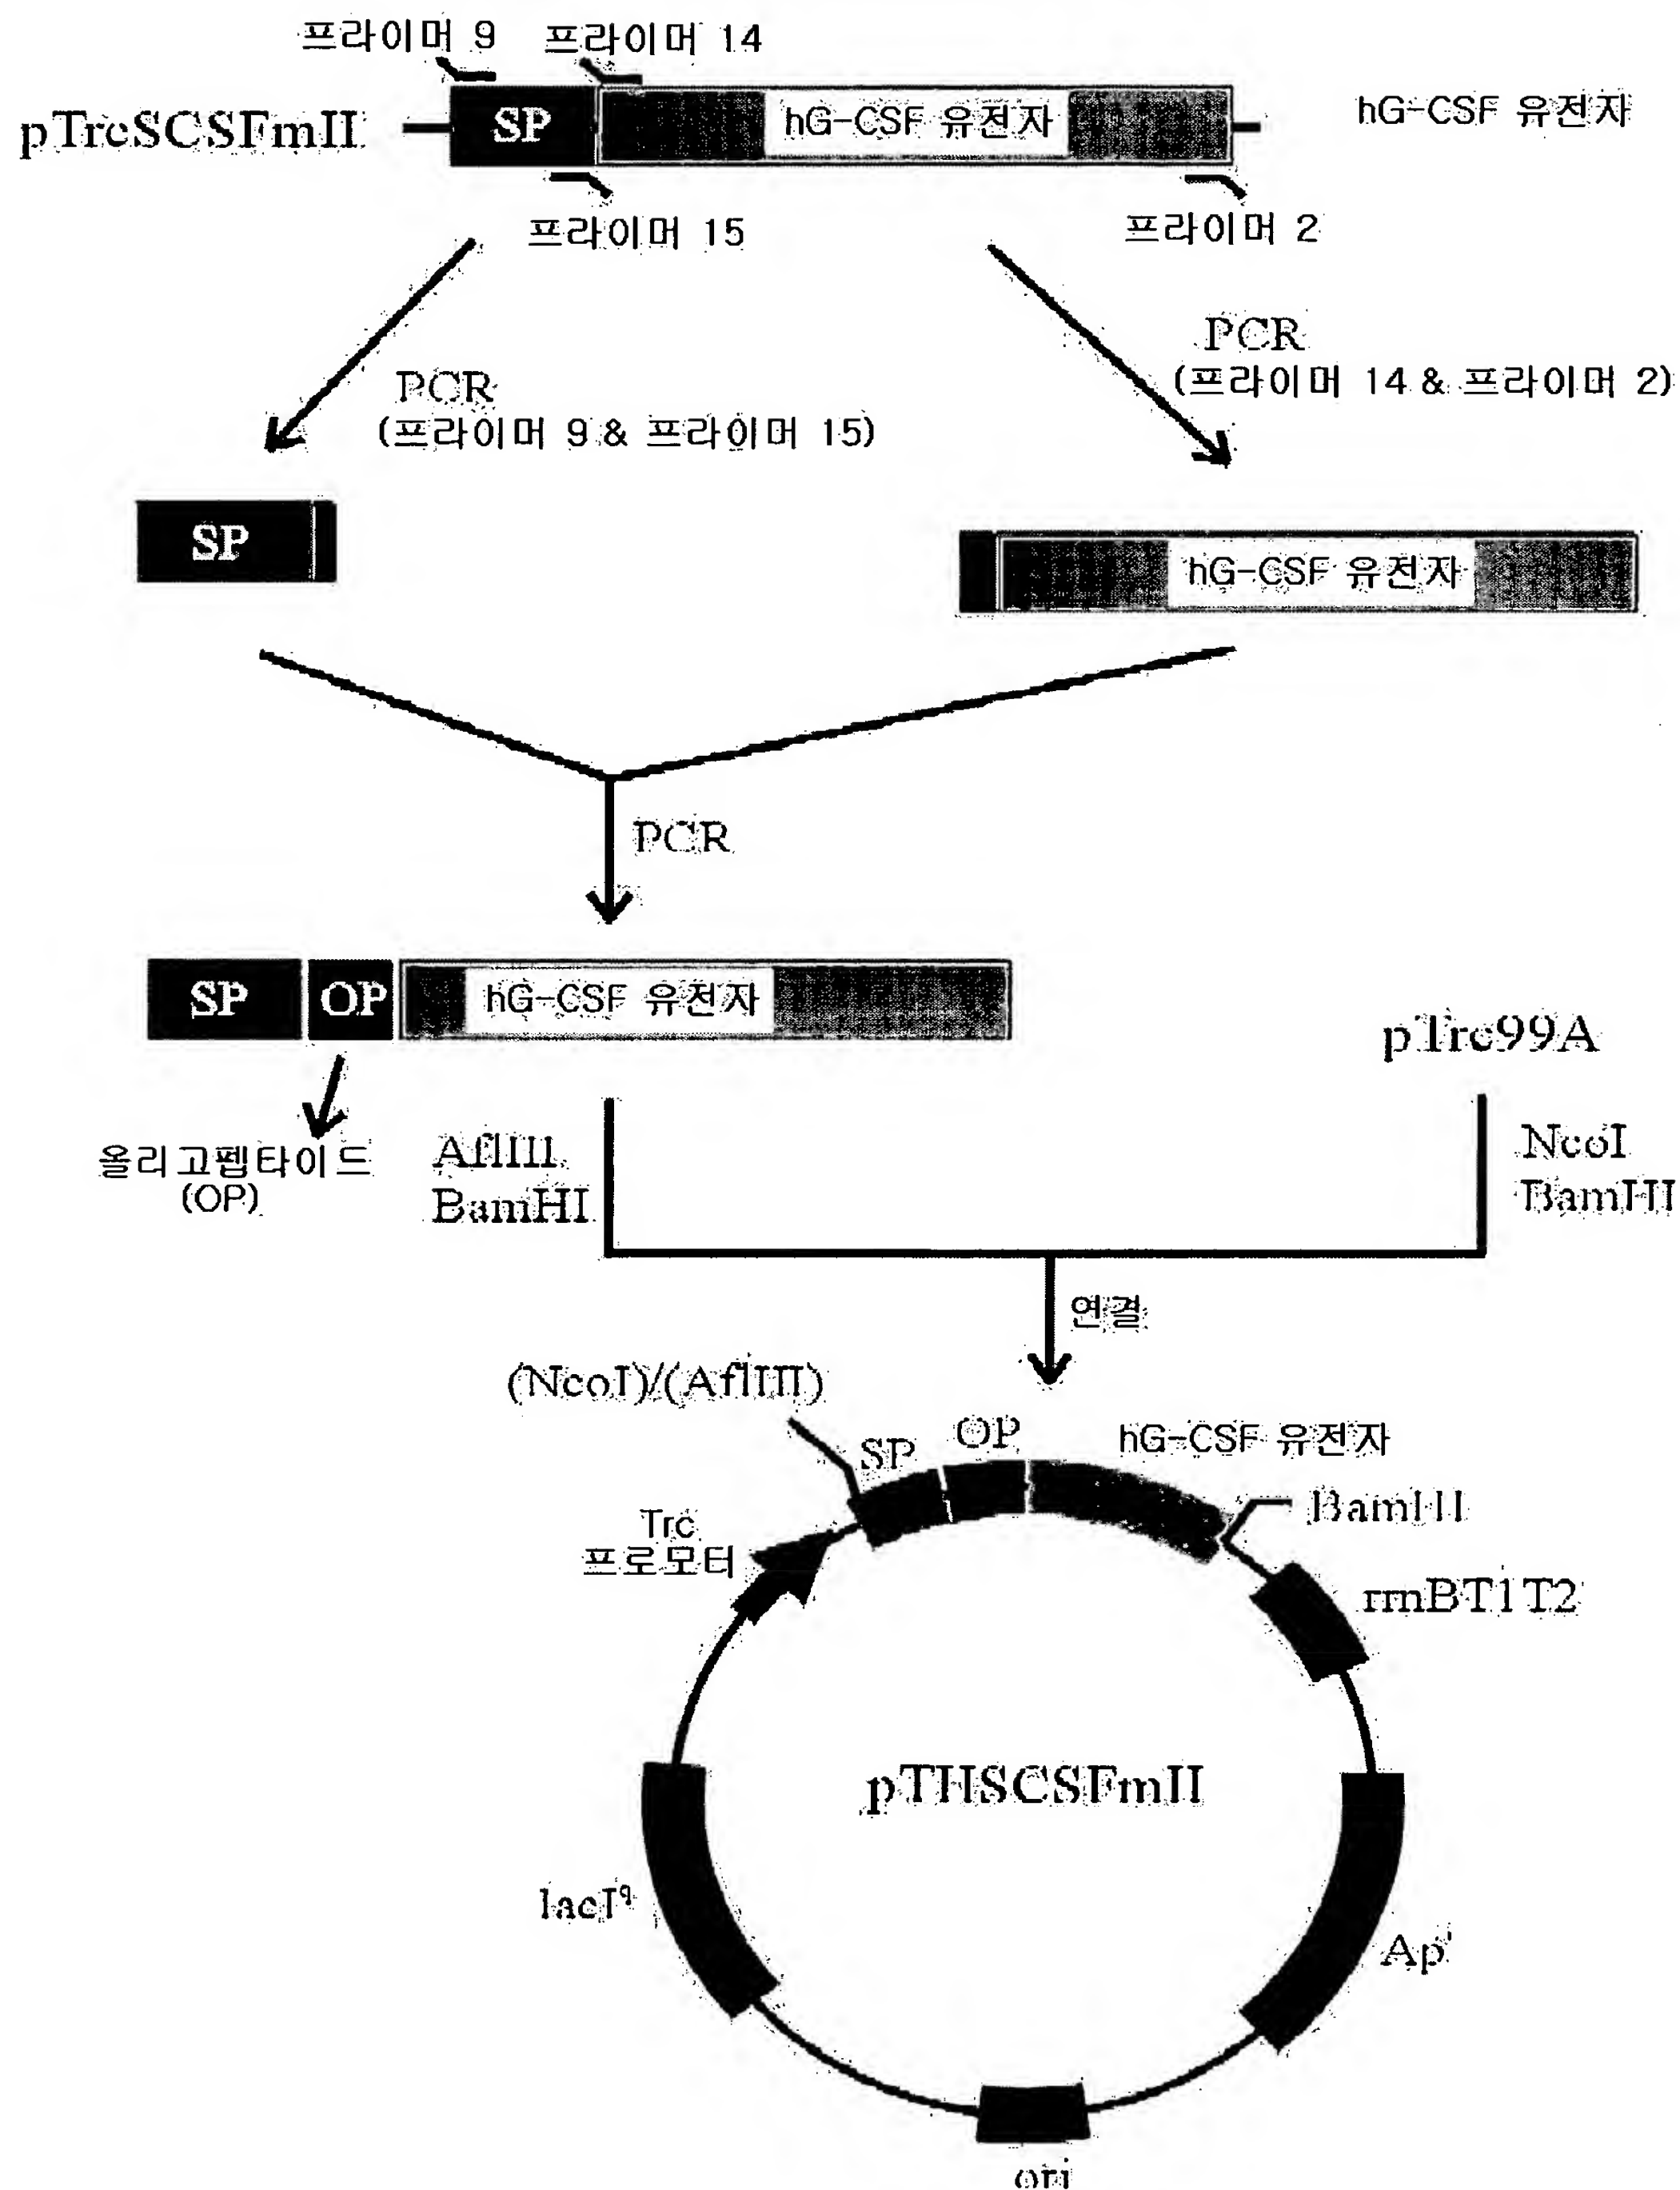 프라이머 9
프라이머 14
pTrcSCSFmII
SP
hG-CSF 유전자
hG-CSF 유전자
프라이머 15
프라이머 2
PCR
(프라이머 9 & 프라이머 15)
PCR
(프라이머 14 & 프라이머 2)
SP
hG-CSF 유전자
PCR
SP
OP
hG-CSF 유전자
pTrc99A
올리고펩타이드
(OP)
AflIII
BamHI
NcoI
BamHI
연결
(NcoI)/(AflIII)
SP
OP
hG-CSF 유전자
BamHI
Trc
프로모터
rrnBT1T2
pTHSCSFmII
lacI^q
Ap^r
ori